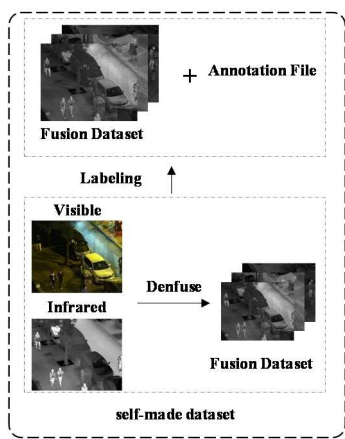 + Annotation File
Fusion Dataset
Labeling
Visible
Denfuse
Infrared
Fusion Dataset
self-made dataset